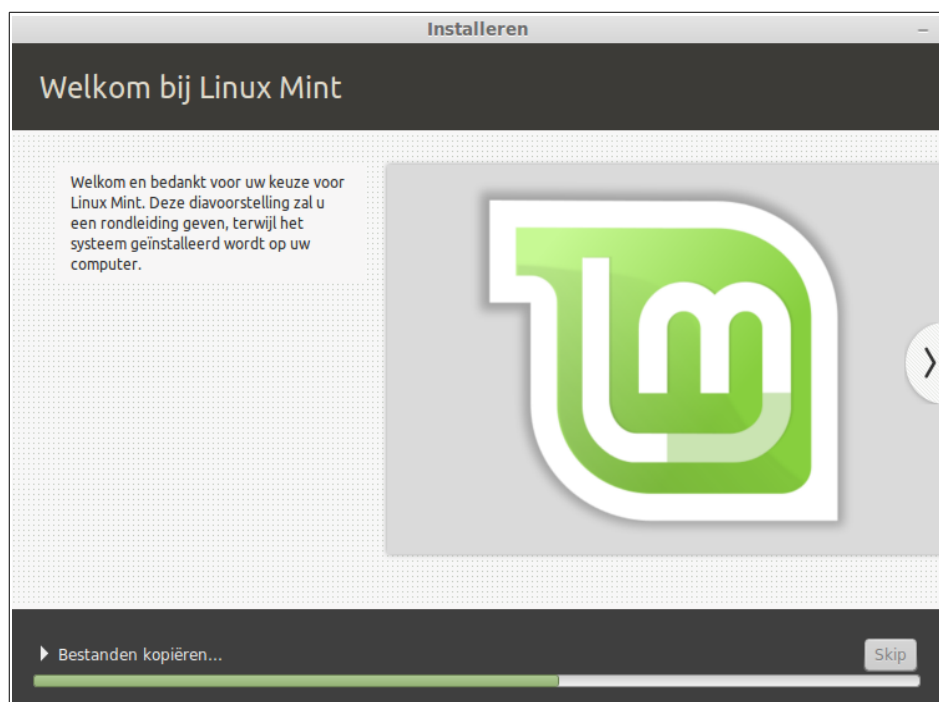 Installeren
Welkom bij Linux Mint
Welkom en bedankt voor uw keuze voor
Linux Mint. Deze diavoorstelling zal u
een rondleiding geven, terwijl het
systeem geïnstalleerd wordt op uw
computer.
Bestanden kopiëren...
Skip